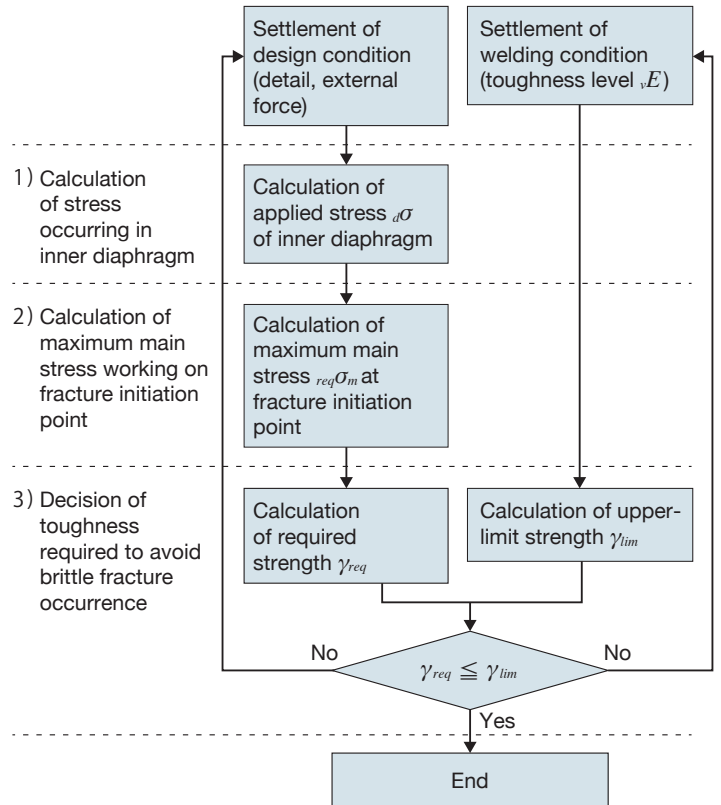 Settlement of
design condition
(detail, external
force)
Settlement of
welding condition
(toughness level vE)
1) Calculation
of stress
occurring in
inner diaphragm
Calculation of
applied stress dσ
of inner diaphragm
2) Calculation of
maximum main
stress working on
fracture initiation
point
Calculation of
maximum main
stress reqσm at
fracture initiation
point
3) Decision of
toughness
required to avoid
brittle fracture
occurrence
Calculation
of required
strength γreq
Calculation of upper-
limit strength γlim
No
γreq ≦ γlim
No
Yes
End